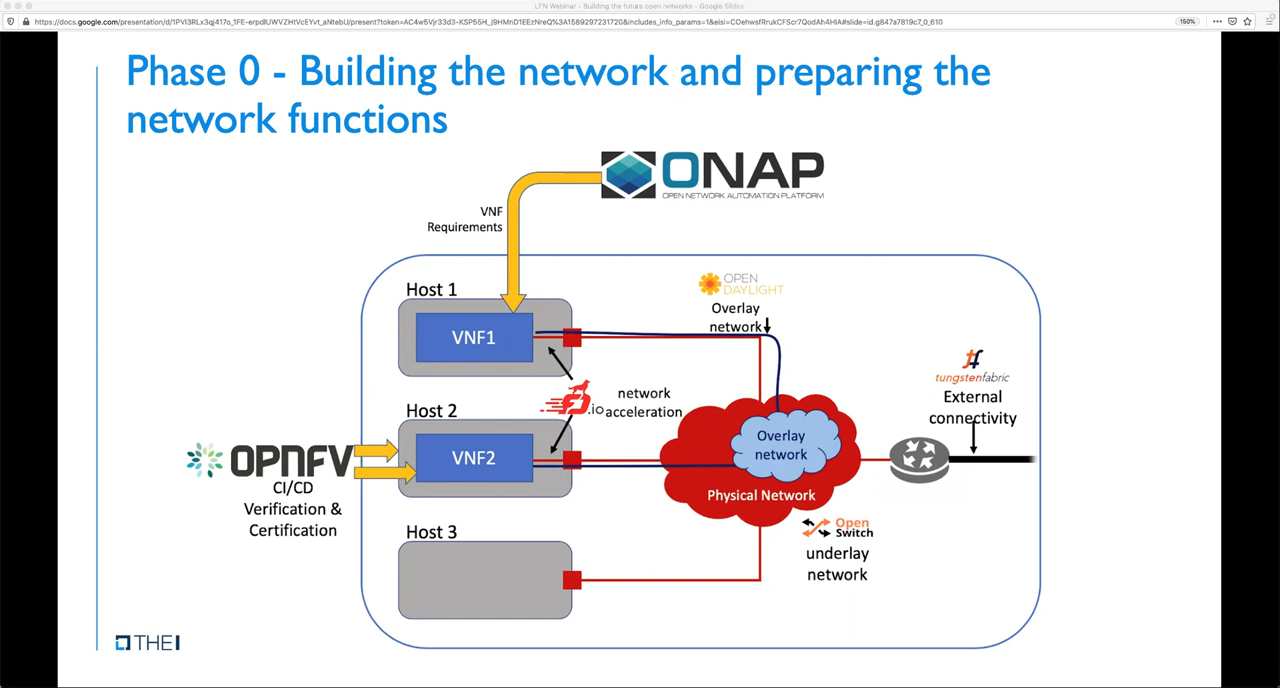 LFN Webinar - Building the future open networks - Google Slides
150%
Phase 0 - Building the network and preparing the
network functions
ONAP
OPEN NETWORK AUTOMATION PLATFORM
VNF
Requirements
Host 1
VNF1
OPEN
DAYLIGHT
Overlay
network
tungstenfabric
External
connectivity
.io
network
acceleration
Host 2
VNF2
OPNFV
CI/CD
Verification &
Certification
Overlay
network
Physical Network
Open
Switch
underlay
network
Host 3
THE